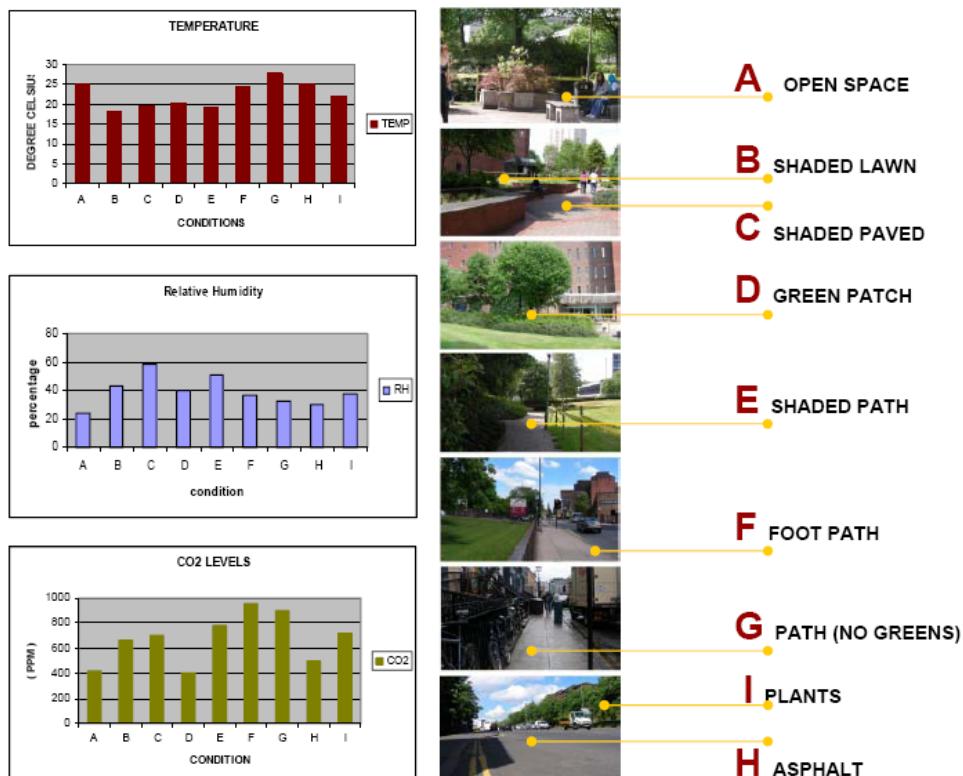 TEMPERATURE
DEGREE CELSIUS
30
25
20
15
10
5
0
A B C D E F G H I
CONDITIONS
TEMP
Relative Humidity
percentage
80
60
40
20
0
A B C D E F G H I
condition
RH
CO2 LEVELS
( PPM)
1000
800
600
400
200
0
A B C D E F G H I
CONDITION
CO2
A OPEN SPACE
B SHADED LAWN
C SHADED PAVED
D GREEN PATCH
E SHADED PATH
F FOOT PATH
G PATH (NO GREENS)
I PLANTS
H ASPHALT